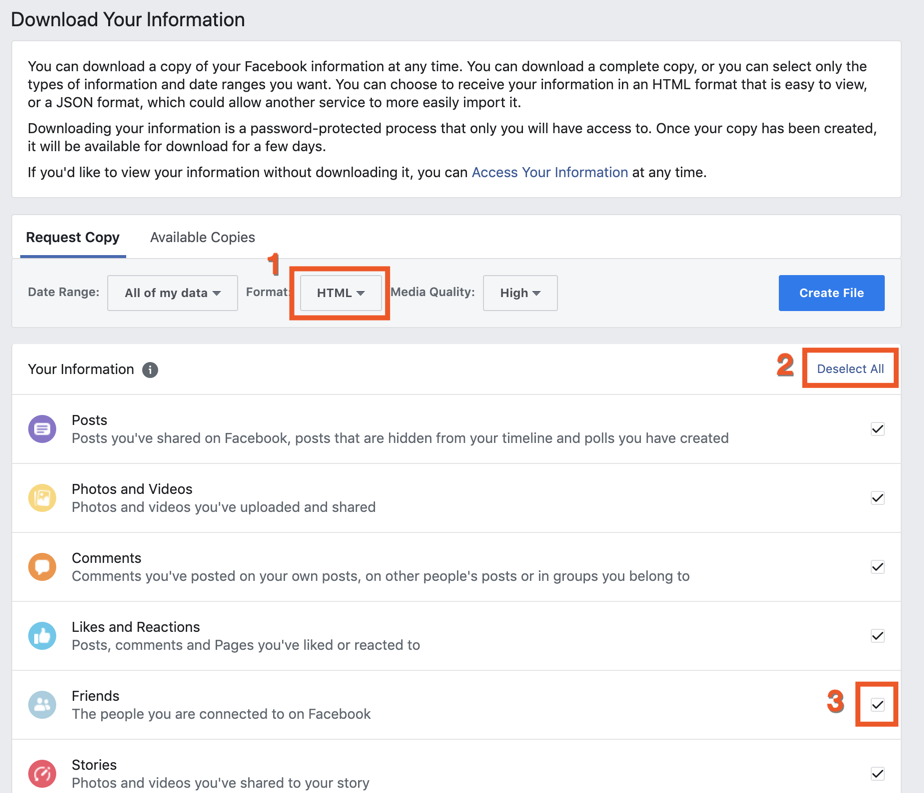 Download Your Information
You can download a copy of your Facebook information at any time. You can download a complete copy, or you can select only the
types of information and date ranges you want. You can choose to receive your information in an HTML format that is easy to view,
or a JSON format, which could allow another service to more easily import it.
Downloading your information is a password-protected process that only you will have access to. Once your copy has been created,
it will be available for download for a few days.
If you'd like to view your information without downloading it, you can Access Your Information at any time.
Request Copy Available Copies
1
Date Range: All of my data Format: HTML Media Quality: High Create File
Your Information i 2 Deselect All
Posts
Posts you've shared on Facebook, posts that are hidden from your timeline and polls you have created
Photos and Videos
Photos and videos you've uploaded and shared
Comments
Comments you've posted on your own posts, on other people's posts or in groups you belong to
Likes and Reactions
Posts, comments and Pages you've liked or reacted to
Friends
The people you are connected to on Facebook
3
Stories
Photos and videos you've shared to your story